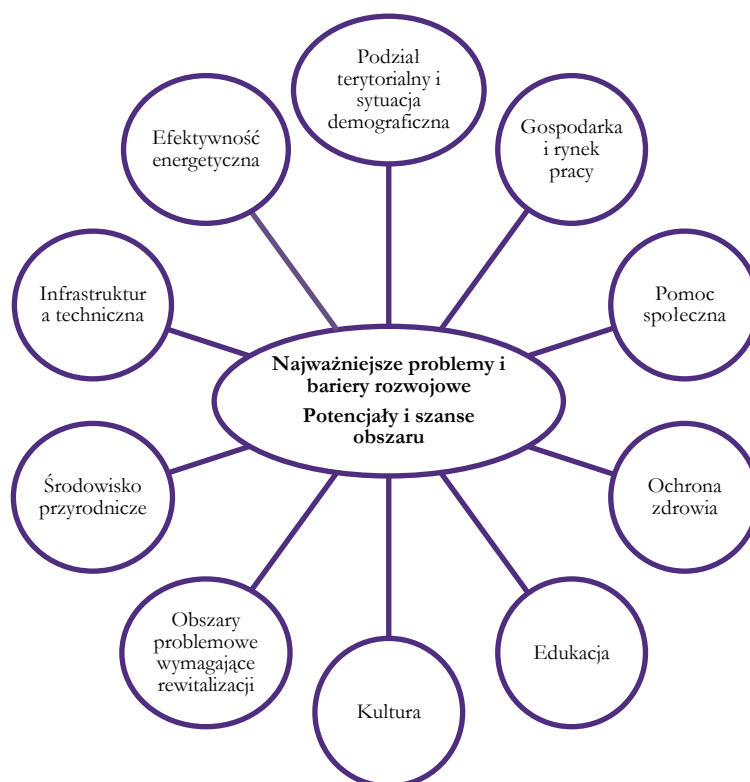 Podział
terytorialny i
sytuacja
demograficzna
Gospodarka
i rynek
pracy
Pomoc
społeczna
Ochrona
zdrowia
Edukacja
Kultura
Obszary
problemowe
wymagające
rewitalizacji
Środowisko
przyrodnicze
Infrastruktur
a techniczna
Efektywność
energetyczna
Najważniejsze problemy i
bariery rozwojowe
Potencjały i szanse
obszaru